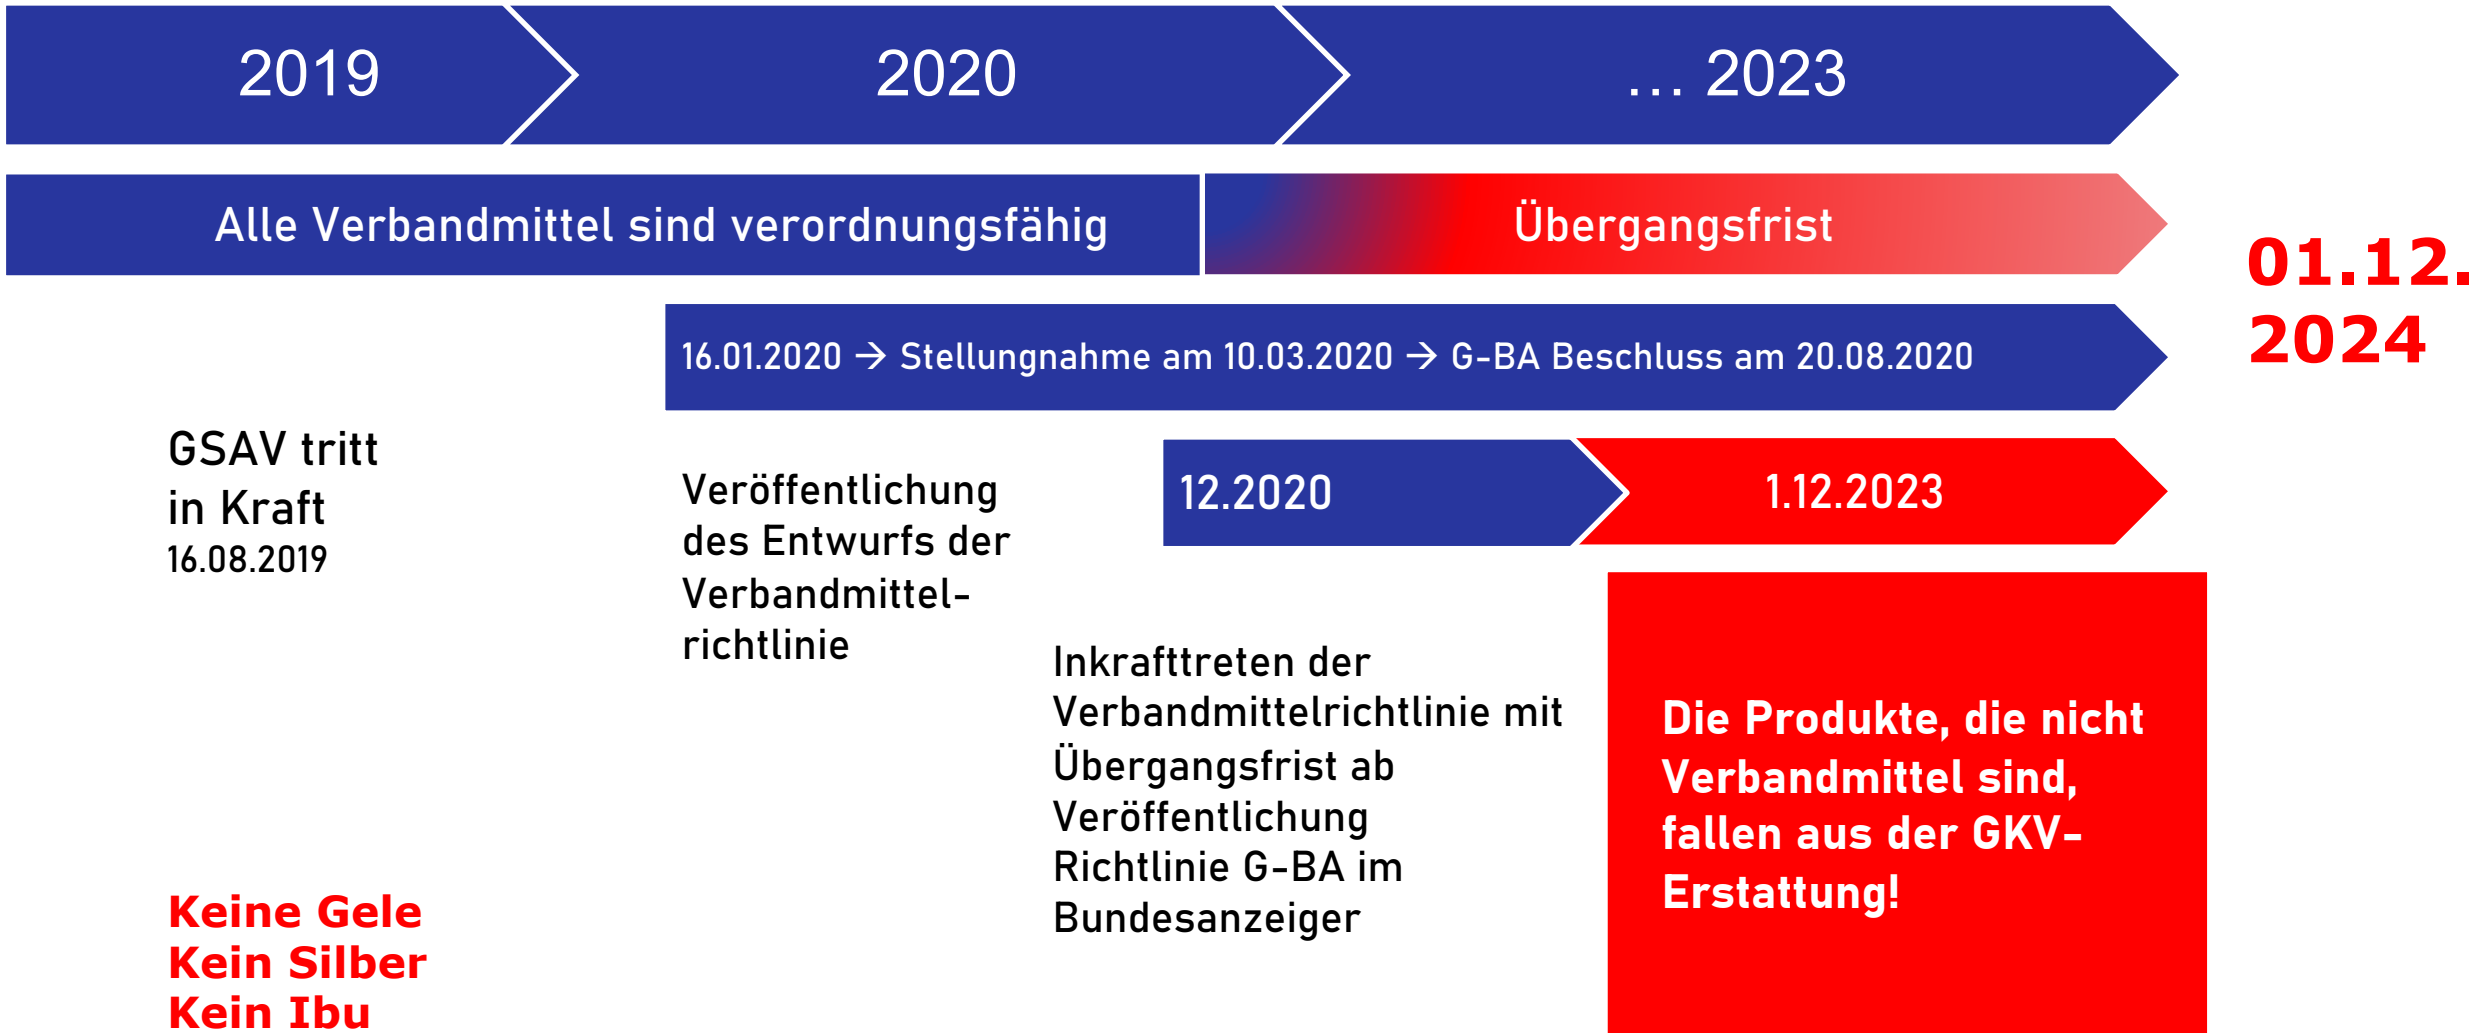 2019
2020
... 2023
Alle Verbandmittel sind verordnungsfähig
Übergangsfrist
01.12.
2024
16.01.2020 → Stellungnahme am 10.03.2020 → G-BA Beschluss am 20.08.2020
GSAV tritt
in Kraft
16.08.2019
Veröffentlichung
des Entwurfs der
Verbandmittel-
richtlinie
12.2020
1.12.2023
Inkrafttreten der
Verbandmittelrichtlinie mit
Übergangsfrist ab
Veröffentlichung
Richtlinie G-BA im
Bundesanzeiger
Die Produkte, die nicht
Verbandmittel sind,
fallen aus der GKV-
Erstattung!
Keine Gele
Kein Silber
Kein Ibu